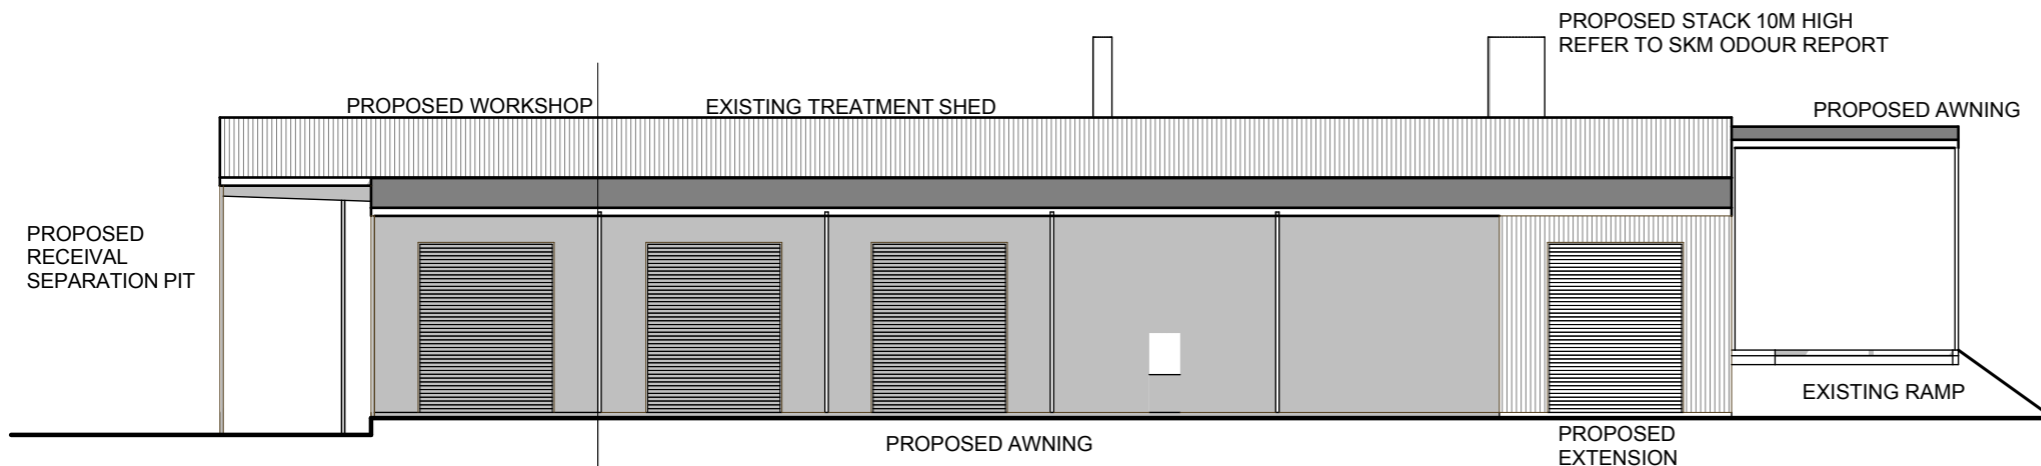 PROPOSED STACK 10M HIGH
REFER TO SKM ODOUR REPORT
PROPOSED WORKSHOP
EXISTING TREATMENT SHED
PROPOSED AWNING
PROPOSED
RECEIVAL
SEPARATION PIT
EXISTING RAMP
PROPOSED AWNING
PROPOSED
EXTENSION